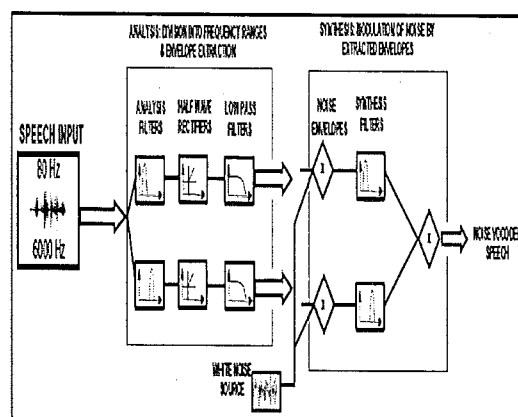 ANALYSIS: DIVISION INTO FREQUENCY RANGES
& ENVELOPE EXTRACTION
SYNTHESIS: MODULATION OF NOISE BY
EXTRACTED ENVELOPES
SPEECH INPUT
80 Hz
6000 Hz
ANALYSIS
FILTERS
HALF WAVE
RECTIFIERS
LOW PASS
FILTERS
NOISE
ENVELOPES
SYNTHESIS
FILTERS
X
X
X
NOISE VOCODED
SPEECH
WHITE NOISE
SOURCE